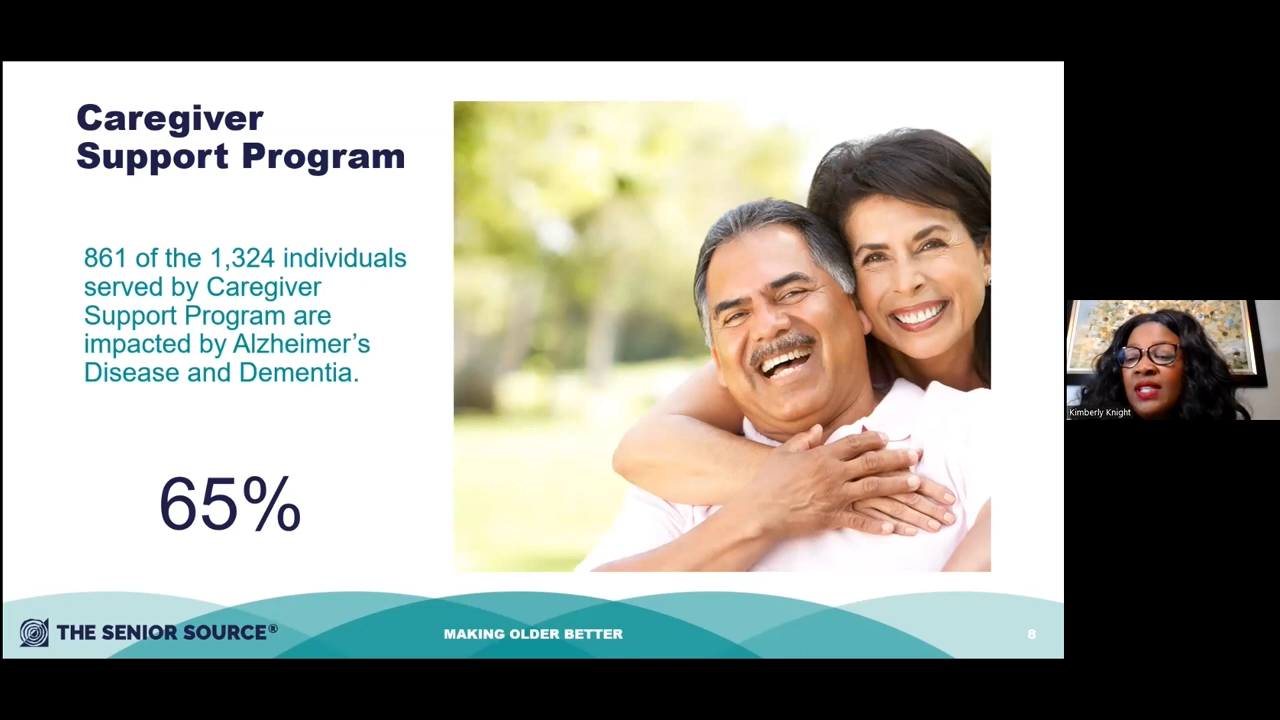 Caregiver
Support Program
861 of the 1,324 individuals
served by Caregiver
Support Program are
impacted by Alzheimer’s
Disease and Dementia.
65%
THE SENIOR SOURCE®
MAKING OLDER BETTER
8
Kimberly Knight